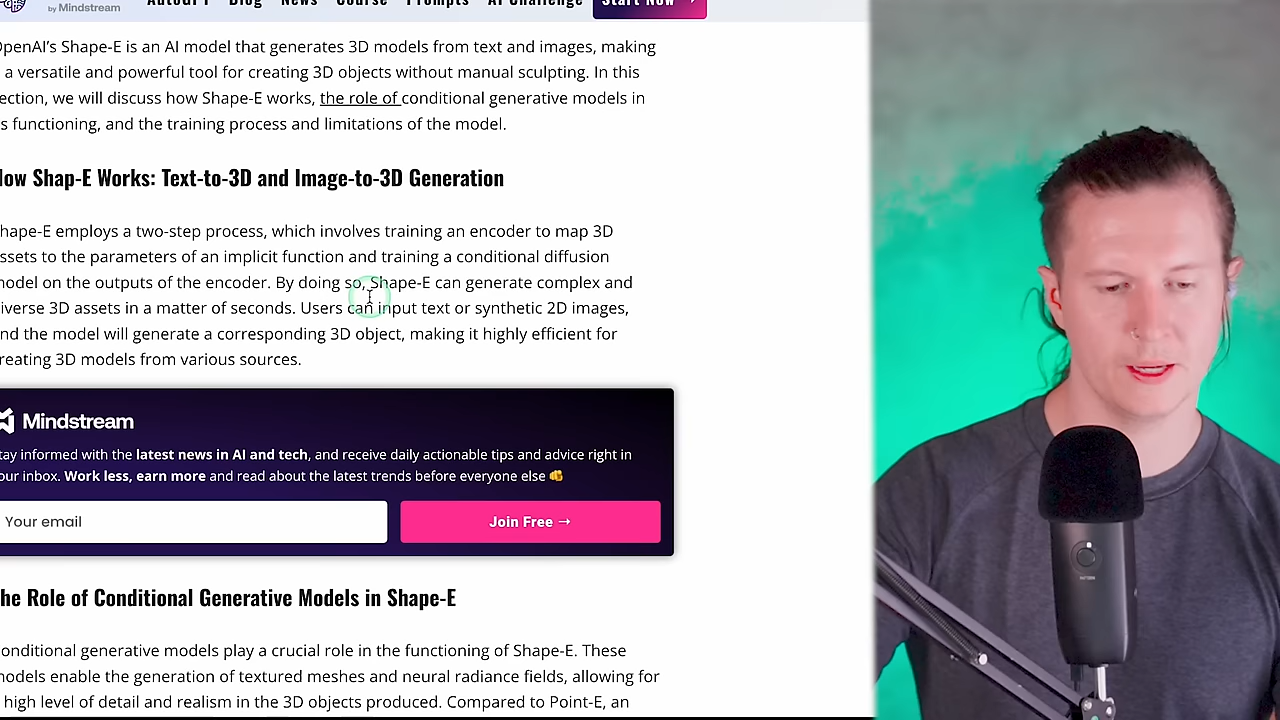 by Mindstream
AutoGPT Blog News Course Prompts AI Challenge Start Now →
OpenAI's Shape-E is an AI model that generates 3D models from text and images, making
a versatile and powerful tool for creating 3D objects without manual sculpting. In this
ection, we will discuss how Shape-E works, the role of conditional generative models in
s functioning, and the training process and limitations of the model.
How Shap-E Works: Text-to-3D and Image-to-3D Generation
hape-E employs a two-step process, which involves training an encoder to map 3D
ssets to the parameters of an implicit function and training a conditional diffusion
model on the outputs of the encoder. By doing so, Shape-E can generate complex and
iverse 3D assets in a matter of seconds. Users can input text or synthetic 2D images,
nd the model will generate a corresponding 3D object, making it highly efficient for
reating 3D models from various sources.
Mindstream
tay informed with the latest news in AI and tech, and receive daily actionable tips and advice right in
our inbox. Work less, earn more and read about the latest trends before everyone else
Your email
Join Free →
he Role of Conditional Generative Models in Shape-E
onditional generative models play a crucial role in the functioning of Shape-E. These
models enable the generation of textured meshes and neural radiance fields, allowing for
high level of detail and realism in the 3D objects produced. Compared to Point-E, an